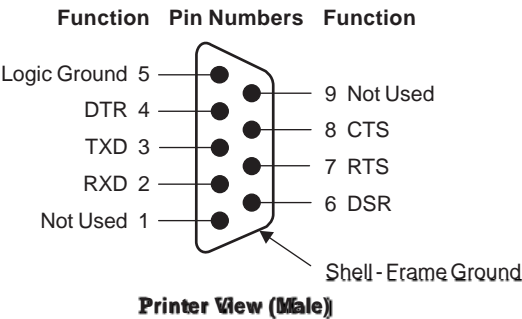 Function Pin Numbers Function
Logic Ground 5
9 Not Used
DTR 4
8 CTS
TXD 3
7 RTS
RXD 2
6 DSR
Not Used 1
Shell - Frame Ground
Printer View (Male)